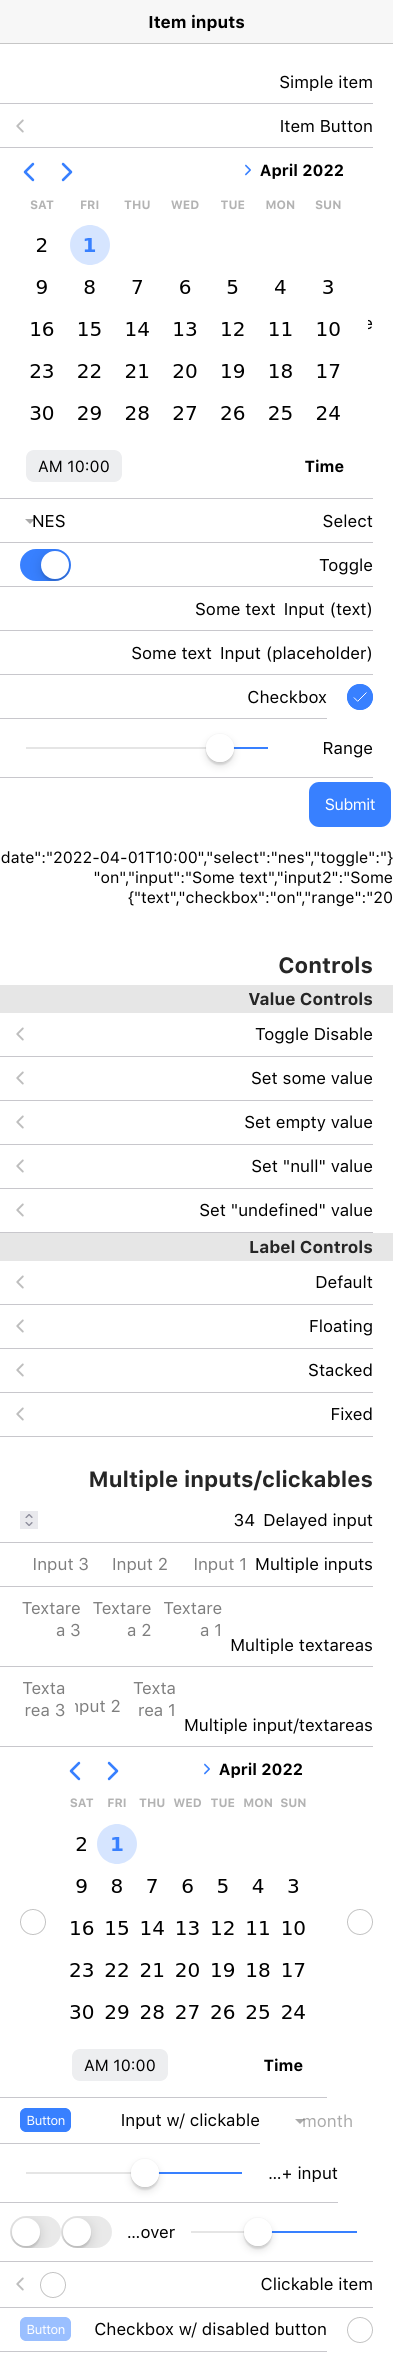 Item inputs
Simple item
Item Button
April 2022
SAT FRI THU WED TUE MON SUN
2 1
9 8 7 6 5 4 3
16 15 14 13 12 11 10
23 22 21 20 19 18 17
30 29 28 27 26 25 24
AM 10:00 Time
NES Select
Toggle
Some text Input (text)
Some text Input (placeholder)
Checkbox
Range
Submit
date":"2022-04-01T10:00","select":"nes","toggle":"}
"on","input":"Some text","input2":"Some
{"text","checkbox":"on","range":"20
Controls
Value Controls
Toggle Disable
Set some value
Set empty value
Set "null" value
Set "undefined" value
Label Controls
Default
Floating
Stacked
Fixed
Multiple inputs/clickables
34 Delayed input
Input 3 Input 2 Input 1 Multiple inputs
Textare Textare Textare
a 3 a 2 a 1
Multiple textareas
Texta Texta
rea 3 nput 2 rea 1
Multiple input/textareas
April 2022
SAT FRI THU WED TUE MON SUN
2 1
9 8 7 6 5 4 3
16 15 14 13 12 11 10
23 22 21 20 19 18 17
30 29 28 27 26 25 24
AM 10:00 Time
Button Input w/ clickable month
...+ input
...over
Clickable item
Button Checkbox w/ disabled button